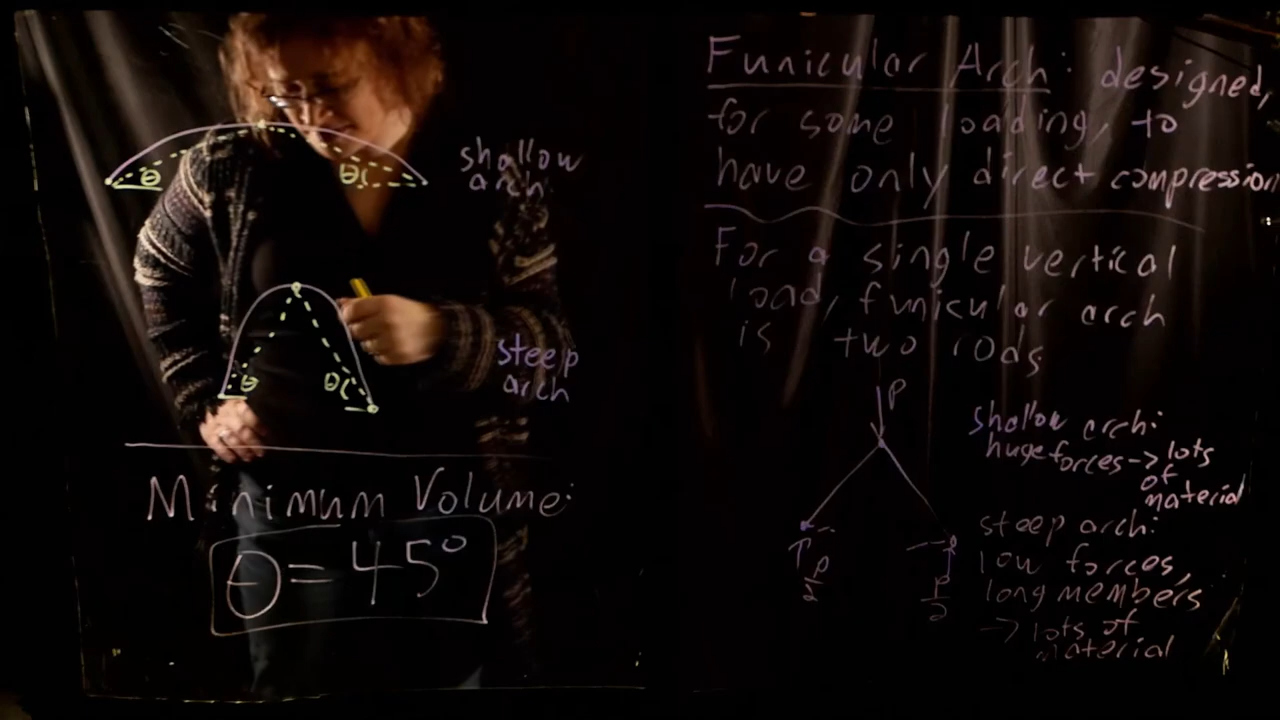 θ
θ
shallow
arch
θ
θ
steep
arch
Minimum Volume:
θ = 45°
Funicular Arch: designed,
for some loading, to
have only direct compression
For a single vertical
load, funicular arch
is two rods.
P
P/2
P/2
shallow arch:
huge forces -> lots
of
material
steep arch:
low forces,
long members
-> lots of
material